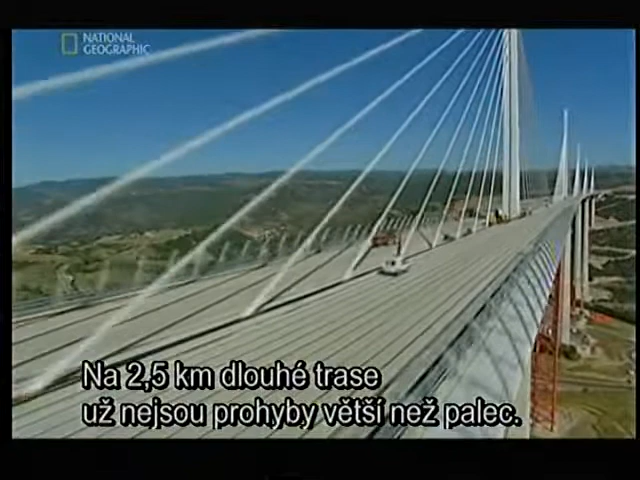 NATIONAL
GEOGRAPHIC
Na 2,5 km dlouhé trase
už nejsou prohyby větší než palec.